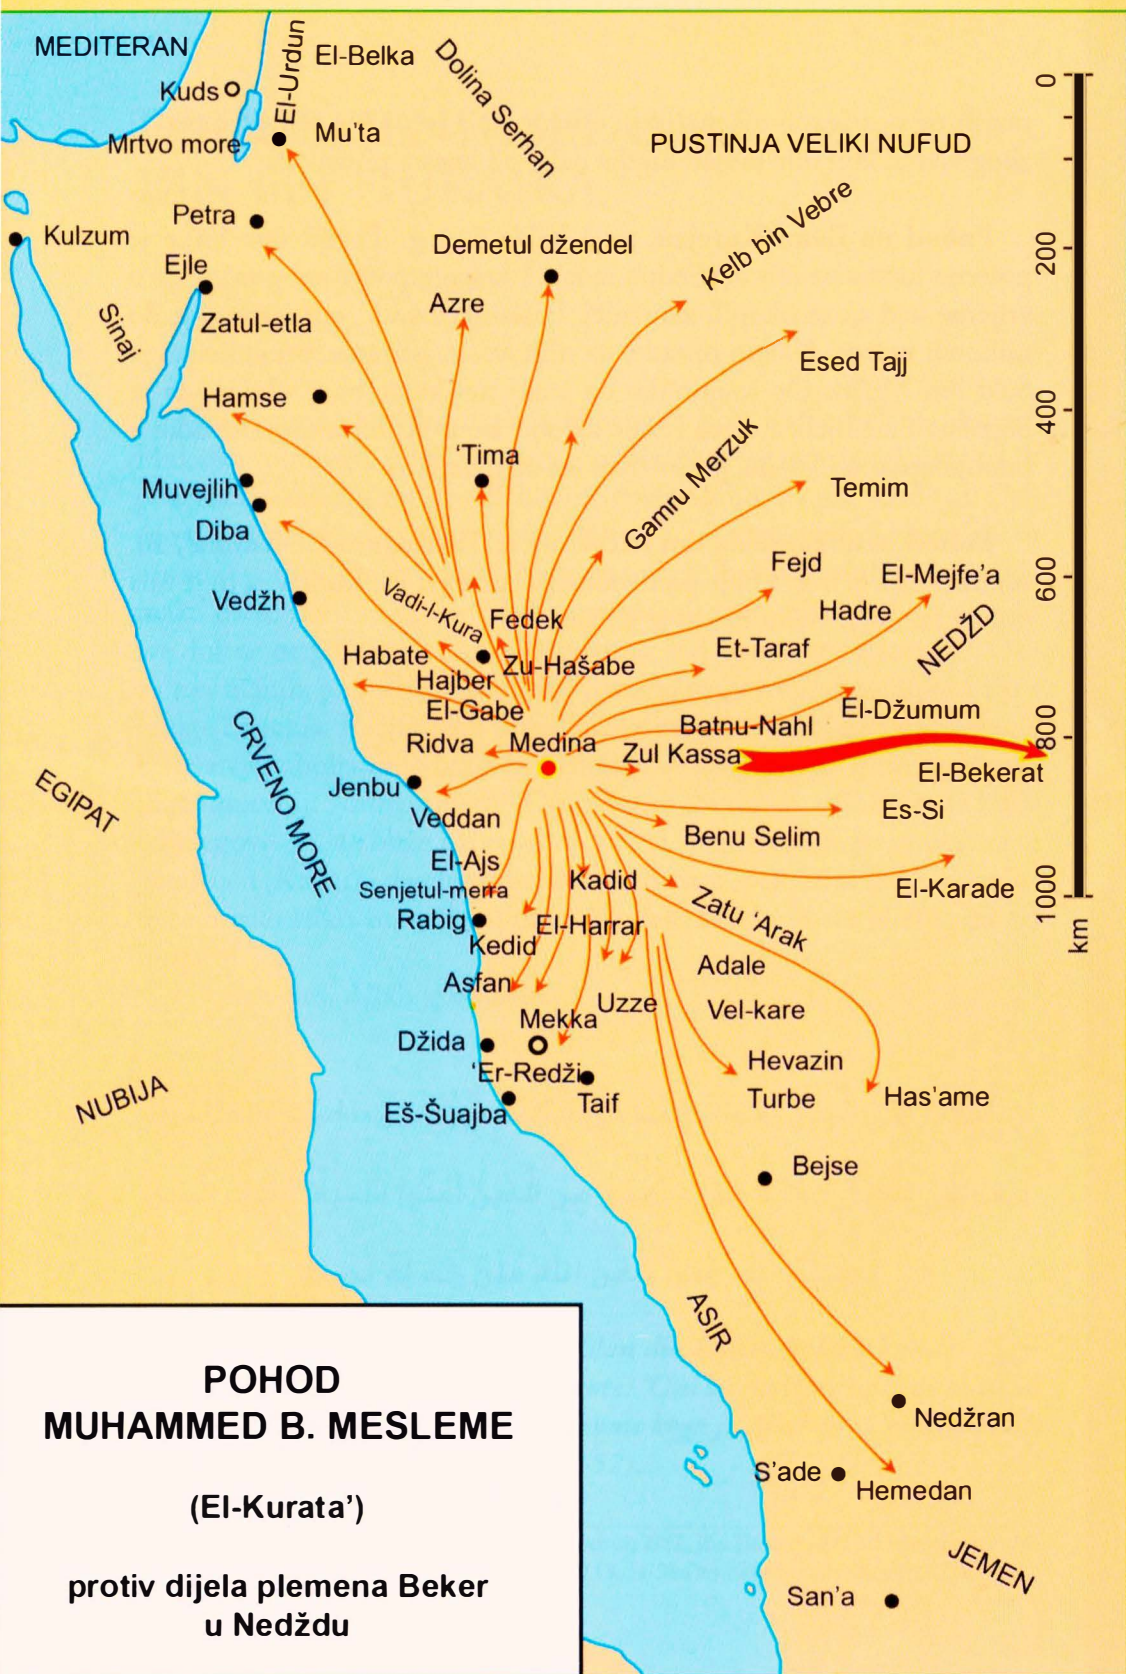 MEDITERAN
El-Urdun
El-Belka
Dolina Serhan
Kuds
Mrtvo more
Mu'ta
PUSTINJA VELIKI NUFUD
0
200
400
600
800
1000
km
Petra
Kulzum
Ejle
Sinaj
Zatul-etla
Demetul džendel
Azre
Kelb bin Vebre
Esed Tajj
Hamse
'Tima
Gamru Merzuk
Temim
Muvejlih
Diba
Vedžh
Vadi-l-Kura
Fedek
Fejd
El-Mejfe'a
Hadre
NEDŽD
Habate
Hajber
Zu-Hašabe
Et-Taraf
El-Gabe
El-Džumum
Batnu-Nahl
Ridva
Medina
Zul Kassa
El-Bekerat
CRVENO MORE
EGIPAT
Jenbu
Veddan
Es-Si
Benu Selim
El-Ajs
Senjetul-merra
Kadid
El-Karade
Zatu 'Arak
Rabig
Kedid
El-Harrar
Adale
Asfan
Uzze
Vel-kare
Mekka
Džida
Hevazin
'Er-Redži
Taif
Turbe
Has'ame
Eš-Šuajba
NUBIJA
Bejse
ASIR
Nedžran
S'ade
Hemedan
JEMEN
San'a
POHOD
MUHAMMED B. MESLEME
(El-Kurata')
protiv dijela plemena Beker
u Nedždu